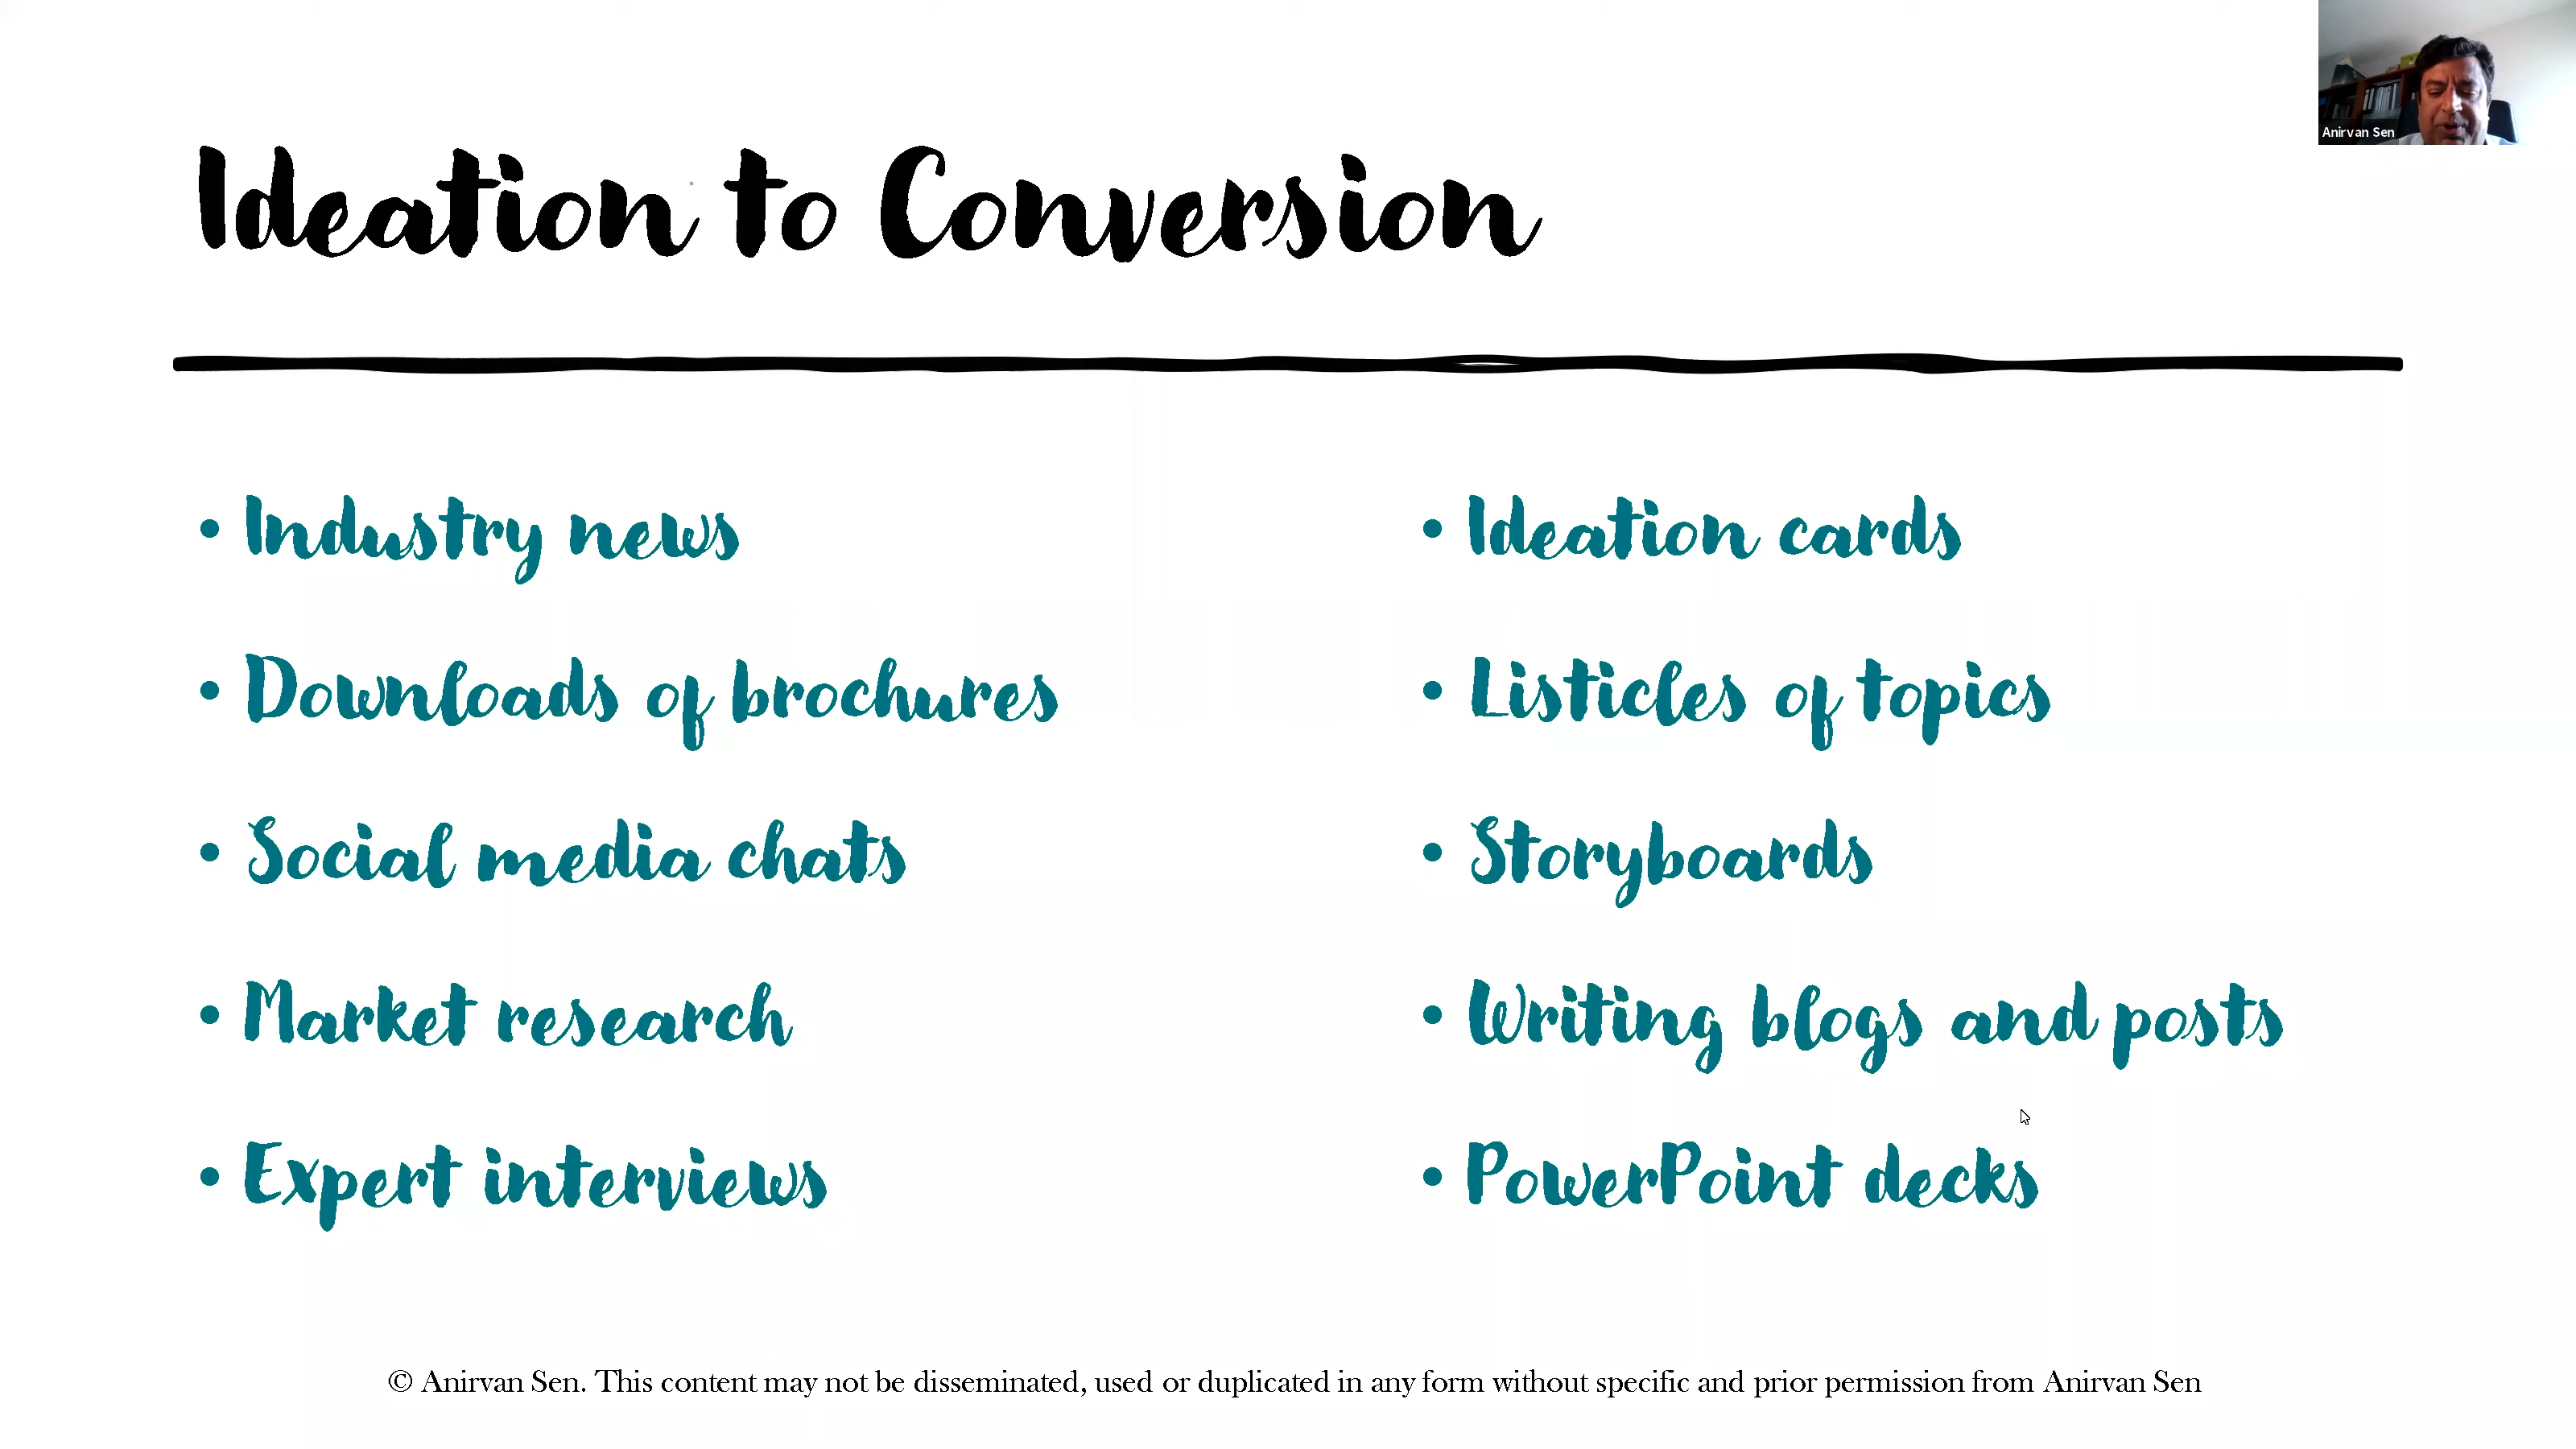 Anirvan Sen
Ideation to Conversion
• Industry news
• Downloads of brochures
• Social media chats
• Market research
• Expert interviews
• Ideation cards
• Listicles of topics
• Storyboards
• Writing blogs and posts
• PowerPoint decks
© Anirvan Sen. This content may not be disseminated, used or duplicated in any form without specific and prior permission from Anirvan Sen